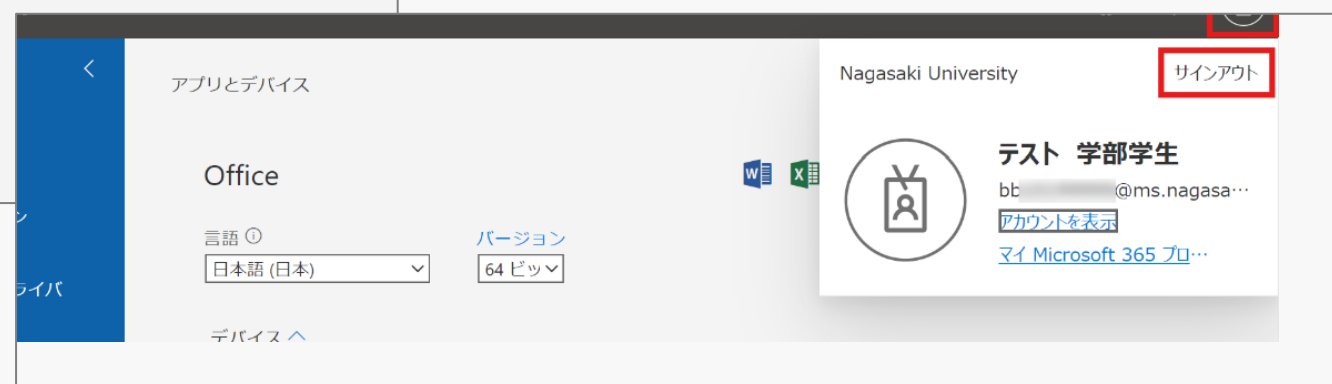 アプリとデバイス
Office
言語
バージョン
日本語 (日本)
64 ビッ
デバイス
ン
ライバ
Nagasaki University
サインアウト
テスト 学部学生
bb @ms.nagasa…
アカウントを表示
マイ Microsoft 365 プロ…